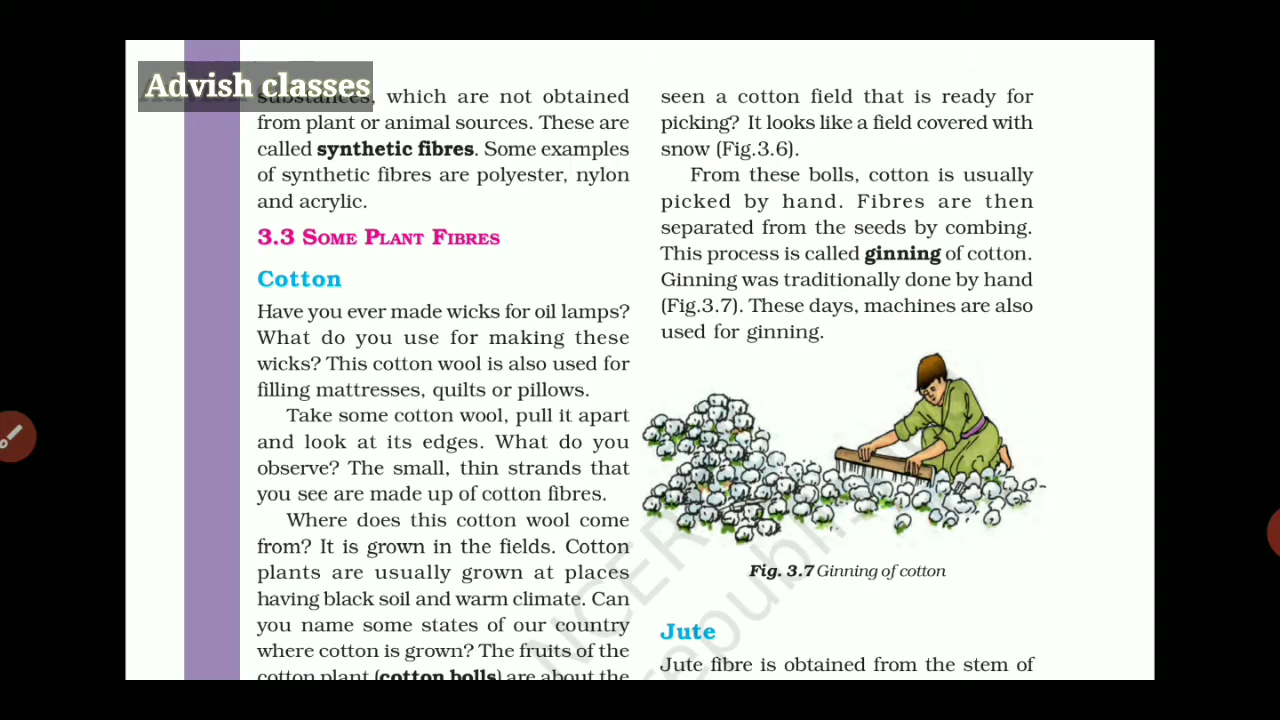 Advish classes
substances, which are not obtained
from plant or animal sources. These are
called synthetic fibres. Some examples
of synthetic fibres are polyester, nylon
and acrylic.
3.3 SOME PLANT FIBRES
Cotton
Have you ever made wicks for oil lamps?
What do you use for making these
wicks? This cotton wool is also used for
filling mattresses, quilts or pillows.
Take some cotton wool, pull it apart
and look at its edges. What do you
observe? The small, thin strands that
you see are made up of cotton fibres.
Where does this cotton wool come
from? It is grown in the fields. Cotton
plants are usually grown at places
having black soil and warm climate. Can
you name some states of our country
where cotton is grown? The fruits of the
cotton plant (cotton bolls) are about the
seen a cotton field that is ready for
picking? It looks like a field covered with
snow (Fig.3.6).
From these bolls, cotton is usually
picked by hand. Fibres are then
separated from the seeds by combing.
This process is called ginning of cotton.
Ginning was traditionally done by hand
(Fig.3.7). These days, machines are also
used for ginning.
Fig. 3.7 Ginning of cotton
Jute
Jute fibre is obtained from the stem of
NCER
republ